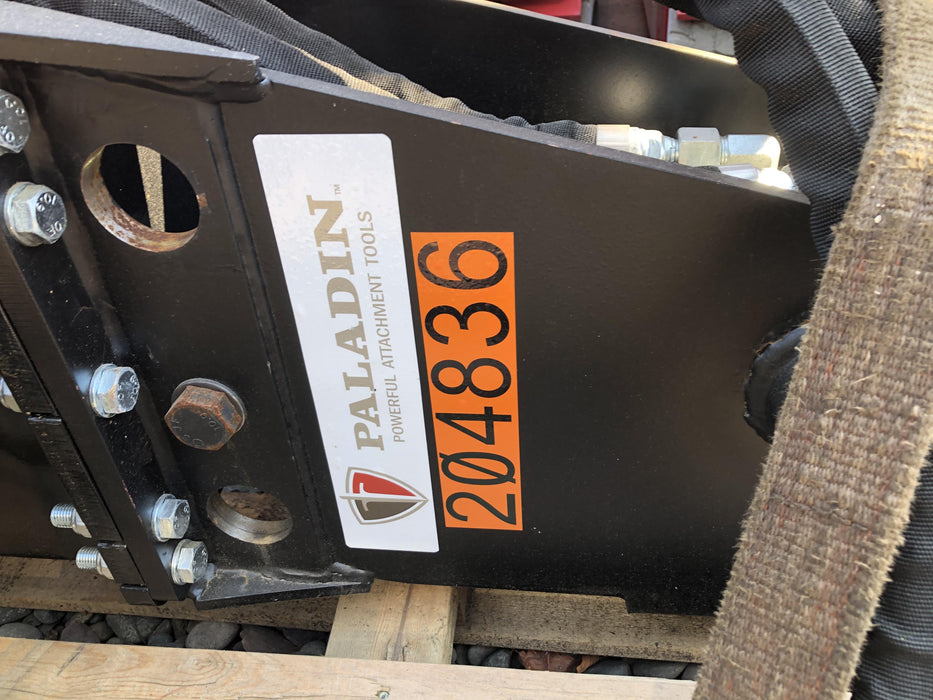 PALADIN™
POWERFUL ATTACHMENT TOOLS
2Ø4836